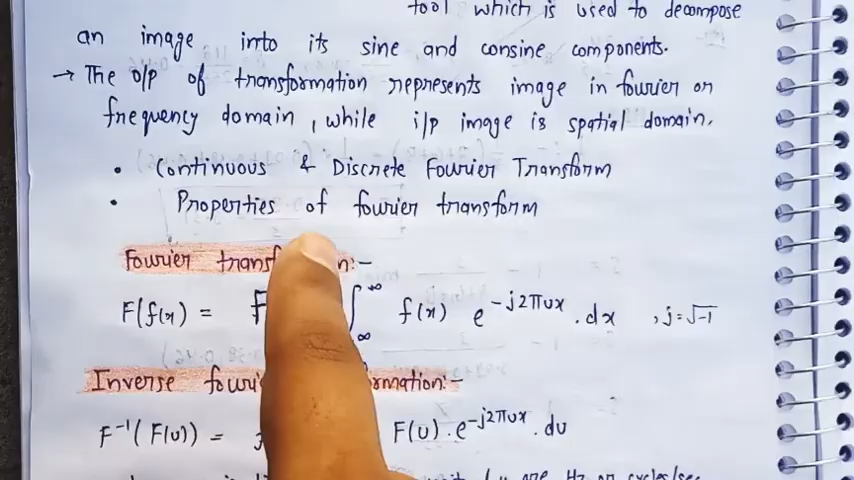 tool which is used to decompose
an image into its sine and consine components.
→ The o/p of transformation represents image in fourier or
frequency domain, while i/p image is spatial domain.
• Continuous & Discrete Fourier Transform
• Properties of fourier transform
Fourier
F(f(x) = F ∫ ∞ ∞ f(x) e^-j2πux .dx , j=√-1
Inverse
F^-1(F(u)) = F(u).e^-j2πux .du